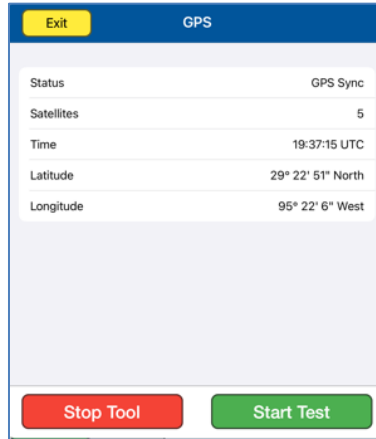 Exit GPS
Status GPS Sync
Satellites 5
Time 19:37:15 UTC
Latitude 29° 22' 51" North
Longitude 95° 22' 6" West
Stop Tool Start Test